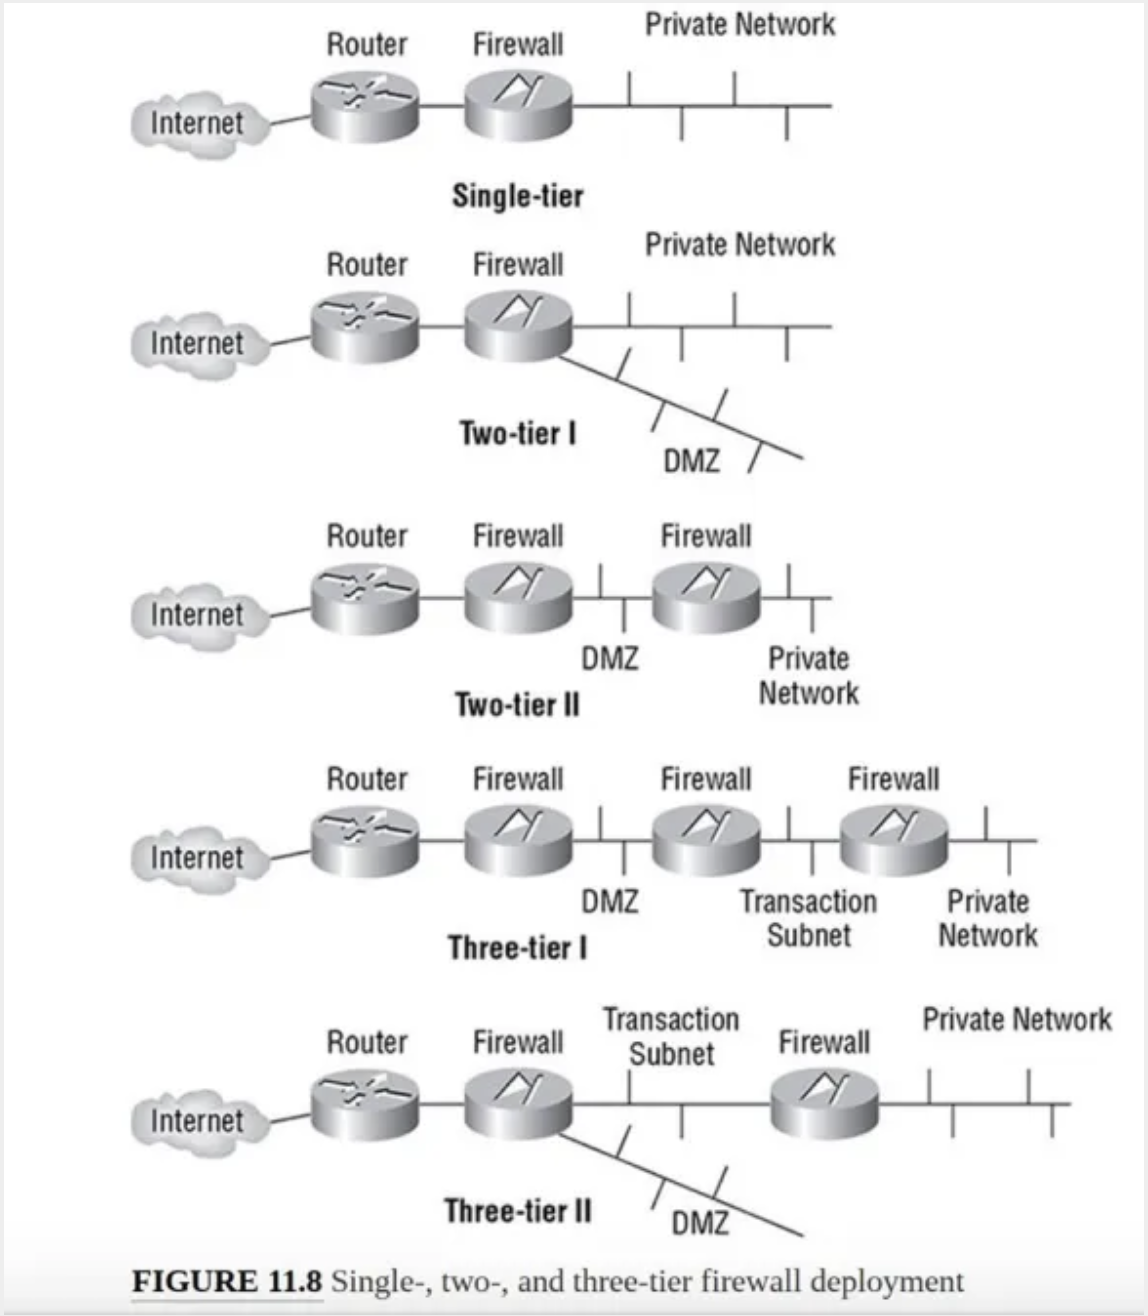 Private Network
Router Firewall
Internet
Single-tier
Private Network
Router Firewall
Internet
Two-tier I
DMZ
Router Firewall Firewall
Internet
DMZ Private
Network
Two-tier II
Router Firewall Firewall Firewall
Internet
DMZ Transaction Private
Subnet Network
Three-tier I
Transaction Private Network
Router Firewall Subnet Firewall
Internet
Three-tier II
DMZ
FIGURE 11.8 Single-, two-, and three-tier firewall deployment